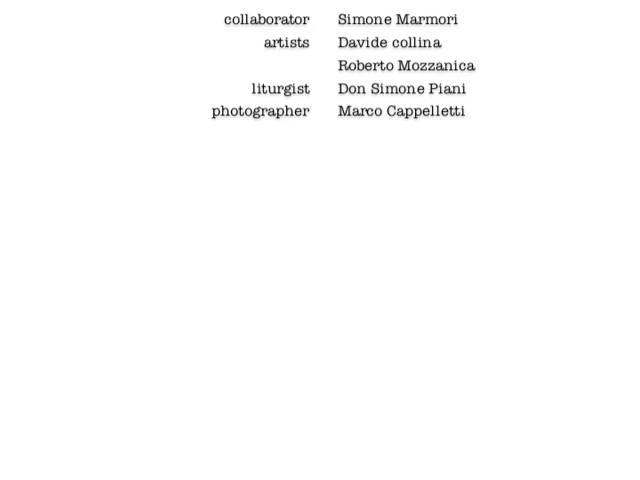 collaborator Simone Marmori
artists Davide collina
Roberto Mozzanica
liturgist Don Simone Piani
photographer Marco Cappelletti